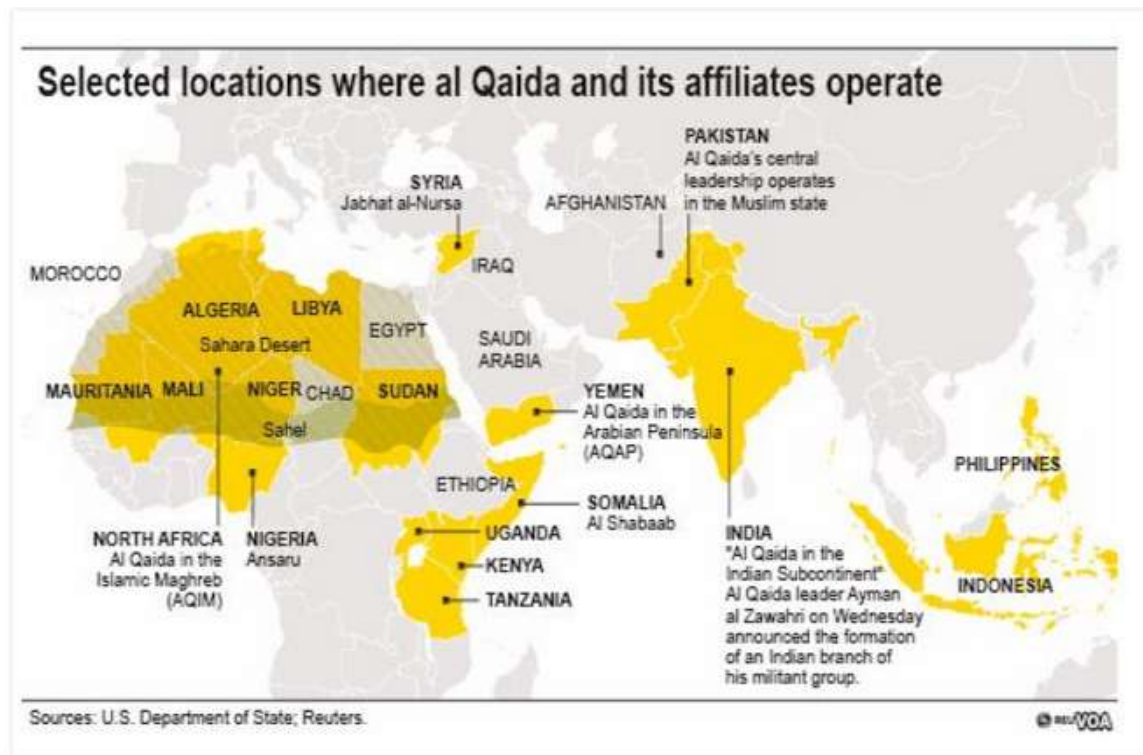 Selected locations where al Qaida and its affiliates operate
PAKISTAN
Al Qaida's central
leadership operates
in the Muslim state
SYRIA
Jabhat al-Nursa
AFGHANISTAN
IRAQ
MOROCCO
ALGERIA
LIBYA
EGYPT
Sahara Desert
SAUDI
ARABIA
MAURITANIA
MALI
NIGER
CHAD
SUDAN
Sahel
YEMEN
Al Qaida in the
Arabian Peninsula
(AQAP)
ETHIOPIA
PHILIPPINES
SOMALIA
Al Shabaab
NORTH AFRICA
Al Qaida in the
Islamic Maghreb
(AQIM)
NIGERIA
Ansaru
UGANDA
KENYA
TANZANIA
INDIA
"Al Qaida in the
Indian Subcontinent"
Al Qaida leader Ayman
al Zawahri on Wednesday
announced the formation
of an Indian branch of
his militant group.
INDONESIA
Sources: U.S. Department of State; Reuters.
VOA